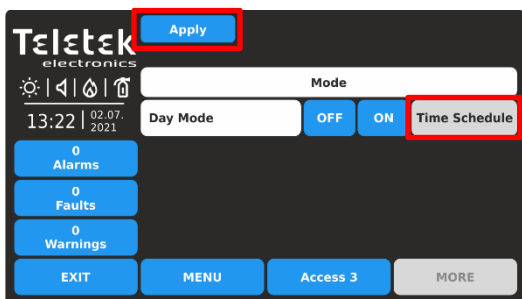 Teletek
electronics
Apply
Mode
13:22 02.07.
2021
Day Mode OFF ON Time Schedule
0
Alarms
0
Faults
0
Warnings
EXIT MENU Access 3 MORE